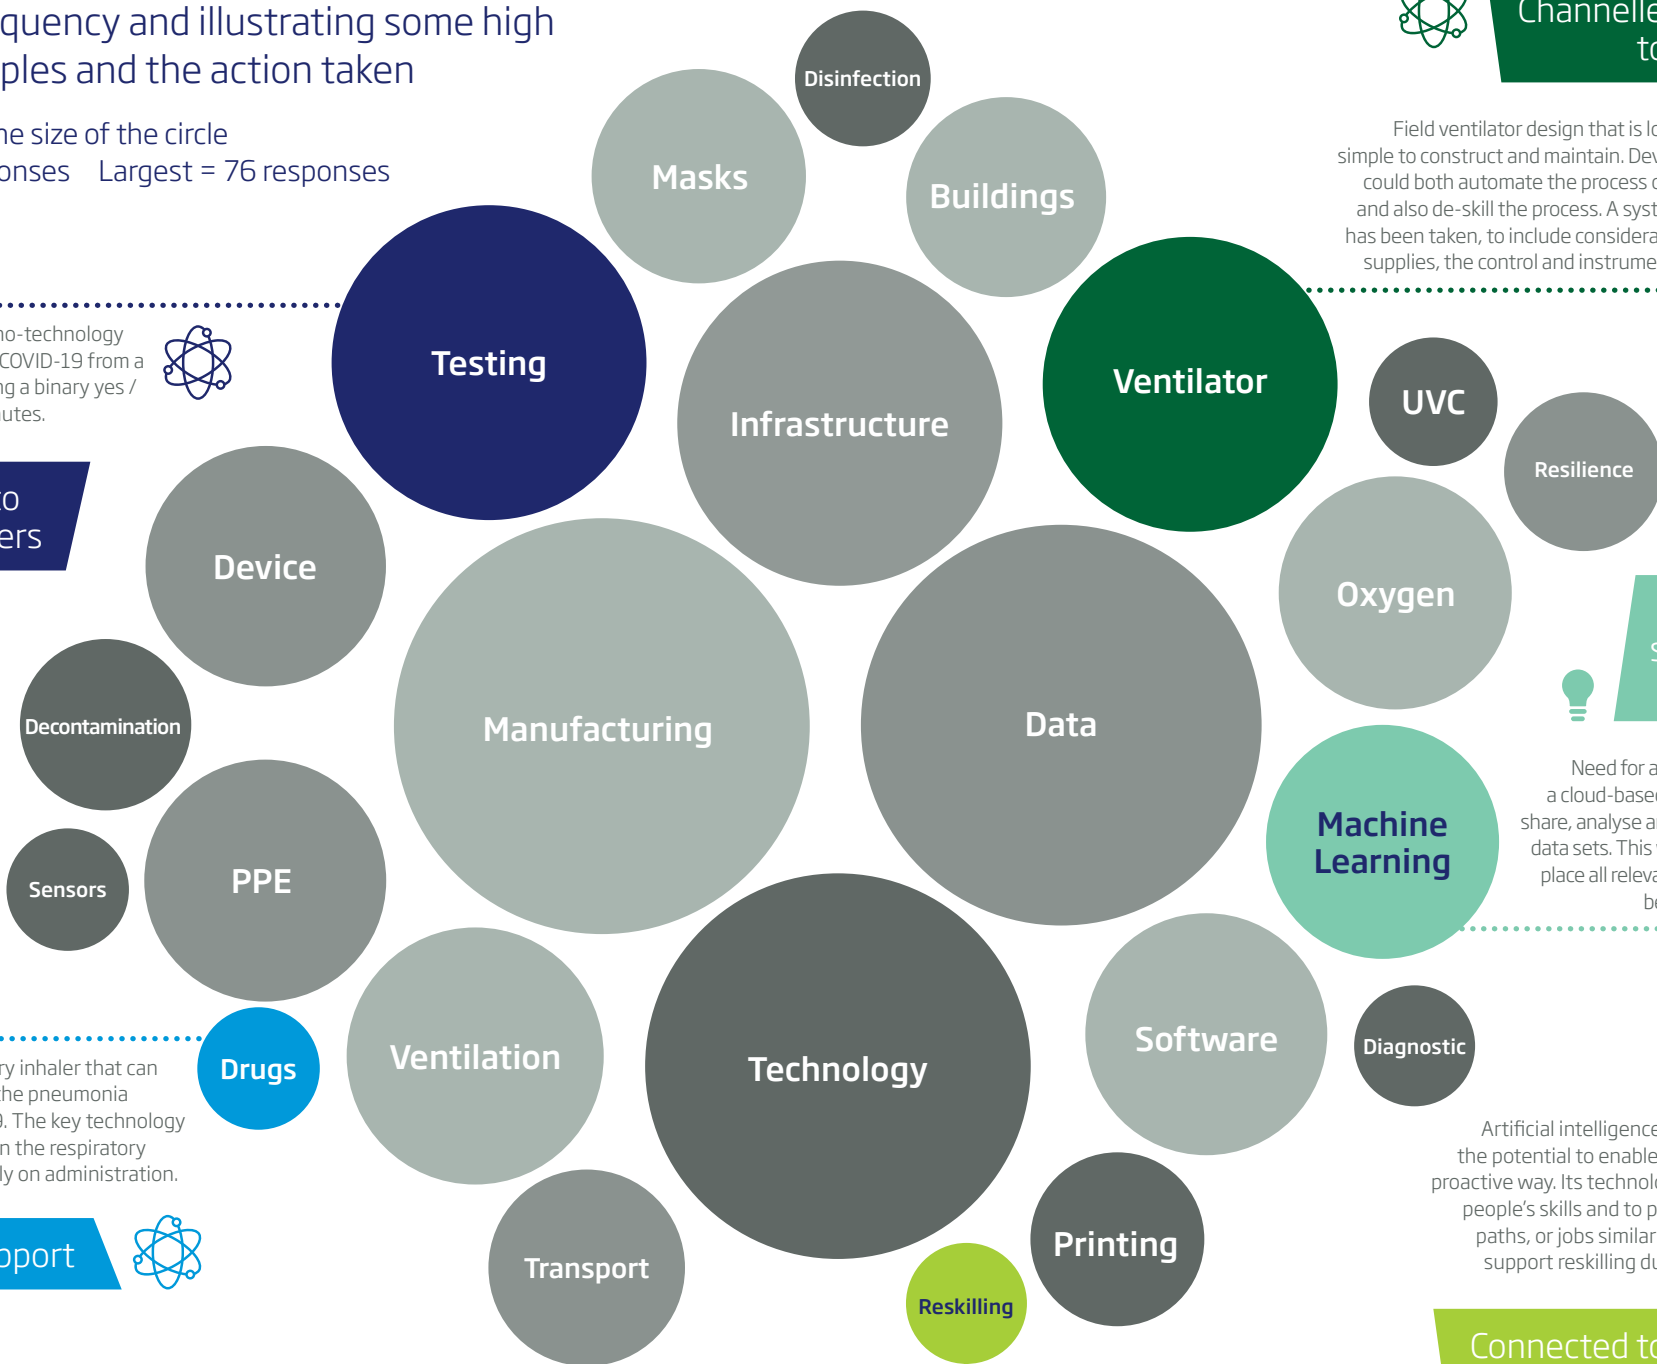 quency and illustrating some high
ples and the action taken
ne size of the circle
onses Largest = 76 responses
Channelle
to
Field ventilator design that is lo
simple to construct and maintain. Dev
could both automate the process o
and also de-skill the process. A syst
has been taken, to include considera
supplies, the control and instrume
no-technology
COVID-19 from a
ng a binary yes /
nutes.
to
ers
Disinfection
Masks
Buildings
Testing
Infrastructure
Ventilator
UVC
Resilience
Device
Oxygen
Decontamination
Manufacturing
Data
S
Need for a
a cloud-based
share, analyse a
data sets. This
place all releva
be
Machine
Learning
Sensors
PPE
Drugs
Ventilation
Technology
Software
Diagnostic
ry inhaler that can
the pneumonia
9. The key technology
n the respiratory
ly on administration.
pport
Transport
Reskilling
Printing
Artificial intelligence
the potential to enable
proactive way. Its technolo
people's skills and to p
paths, or jobs similar
support reskilling du
Connected to